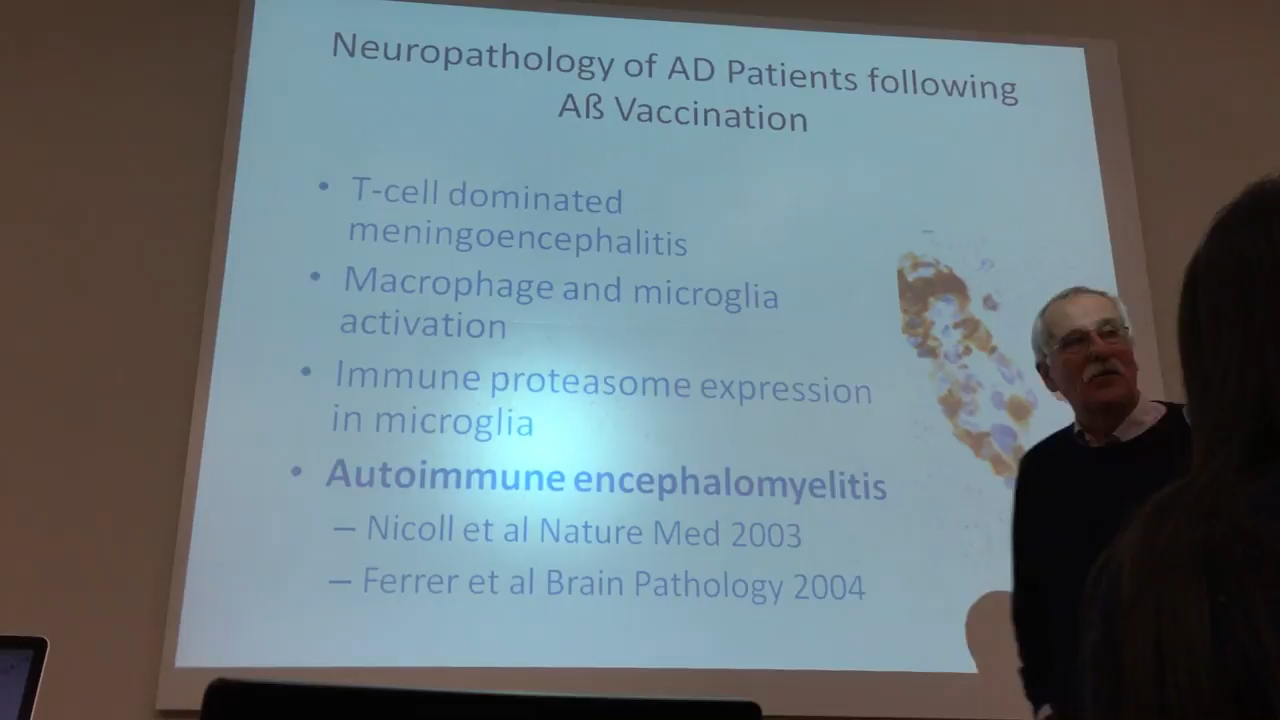 Neuropathology of AD Patients following
Aß Vaccination
• T-cell dominated
meningoencephalitis
• Macrophage and microglia
activation
• Immune proteasome expression
in microglia
• Autoimmune encephalomyelitis
– Nicoll et al Nature Med 2003
– Ferrer et al Brain Pathology 2004